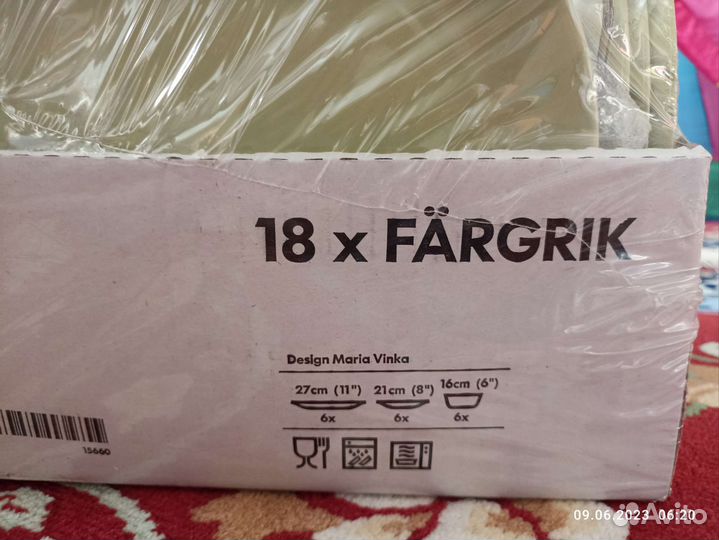 18 x FÄRGRIK
Design Maria Vinka
27cm (11") 21cm (8") 16cm (6")
6x 6x 6x
15660
09.06.2023 06:20
Avito